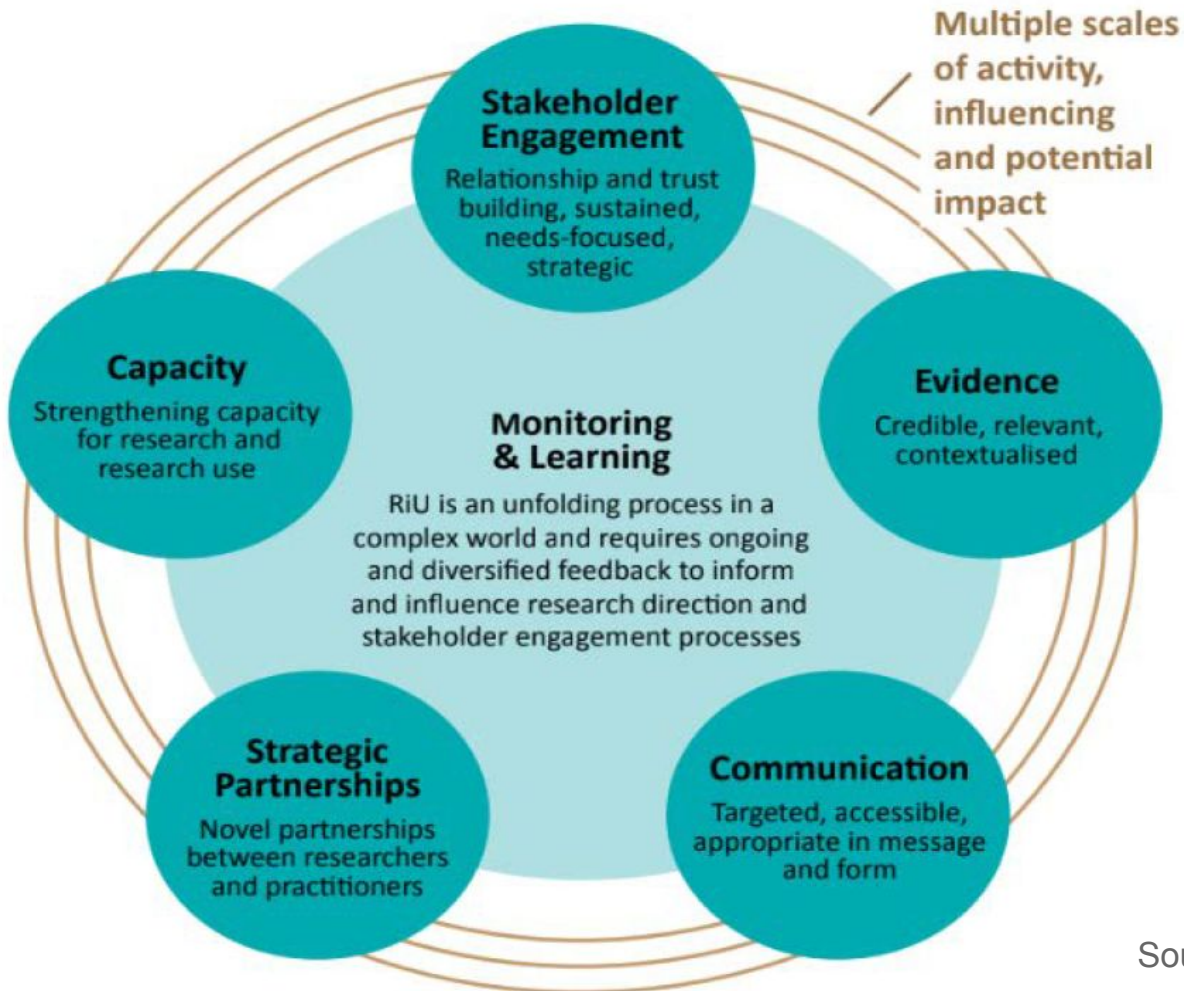 Multiple scales
of activity,
influencing
and potential
impact
Stakeholder
Engagement
Relationship and trust
building, sustained,
needs-focused,
strategic
Capacity
Strengthening capacity
for research and
research use
Evidence
Credible, relevant,
contextualised
Monitoring
& Learning
RiU is an unfolding process in a
complex world and requires ongoing
and diversified feedback to inform
and influence research direction and
stakeholder engagement processes
Strategic
Partnerships
Novel partnerships
between researchers
and practitioners
Communication
Targeted, accessible,
appropriate in message
and form
Sou